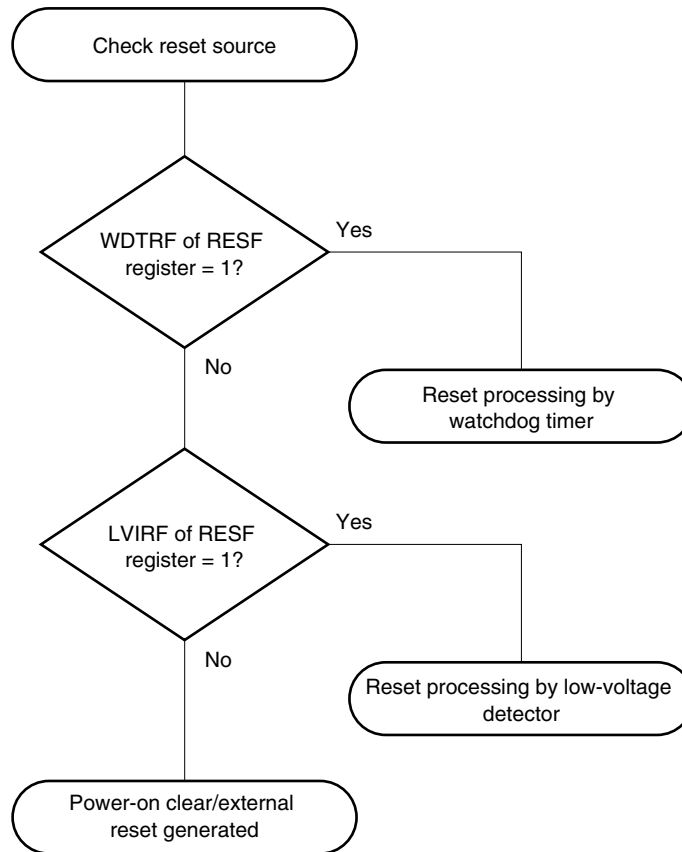 Check reset source
WDTRF of RESF
register = 1?
Yes
No
Reset processing by
watchdog timer
LVIRF of RESF
register = 1?
Yes
No
Reset processing by low-voltage
detector
Power-on clear/external
reset generated